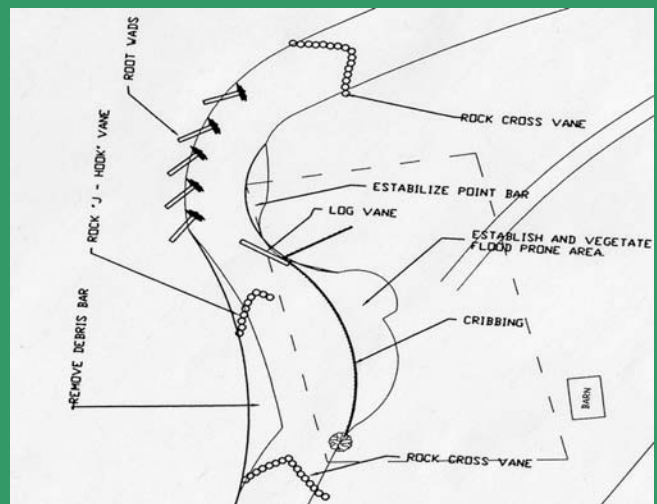 ROOT WADS
ROCK CROSS VANE
ROCK 'J - HOOK' VANE
ESTABILIZE POINT BAR
LOG VANE
ESTABLISH AND VEGETATE
FLOOD PRONE AREA.
CRIBBING
REMOVE DEBRIS BAR
BARN
ROCK CROSS VANE